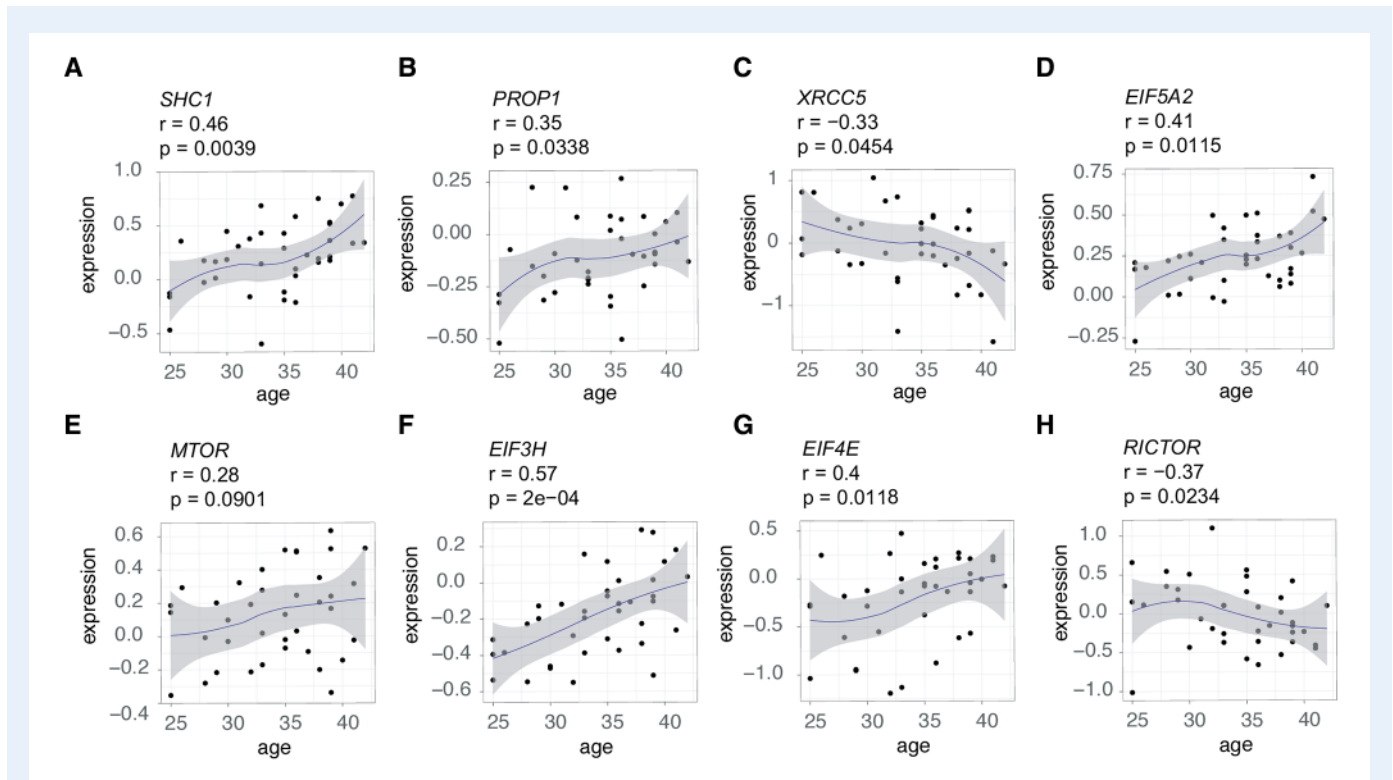 A
SHC1
r = 0.46
p = 0.0039
1.0
0.5
0.0
−0.5
expression
25 30 35 40
age
B
PROP1
r = 0.35
p = 0.0338
0.25
0.00
−0.25
−0.50
expression
25 30 35 40
age
C
XRCC5
r = −0.33
p = 0.0454
1
0
−1
expression
25 30 35 40
age
D
EIF5A2
r = 0.41
p = 0.0115
0.75
0.50
0.25
0.00
−0.25
expression
25 30 35 40
age
E
MTOR
r = 0.28
p = 0.0901
0.6
0.4
0.2
0.0
−0.2
−0.4
expression
25 30 35 40
age
F
EIF3H
r = 0.57
p = 2e−04
0.2
0.0
−0.2
−0.4
−0.6
expression
25 30 35 40
age
G
EIF4E
r = 0.4
p = 0.0118
0.5
0.0
−0.5
−1.0
expression
25 30 35 40
age
H
RICTOR
r = −0.37
p = 0.0234
1.0
0.5
0.0
−0.5
−1.0
expression
25 30 35 40
age